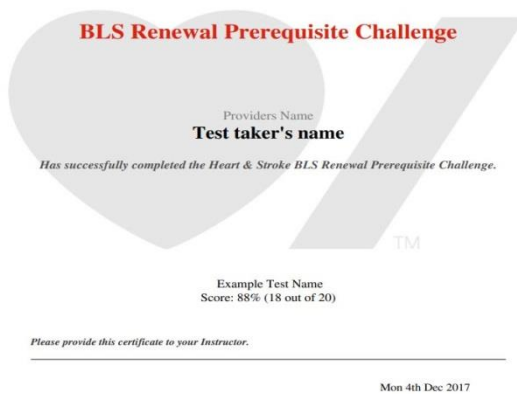 BLS Renewal Prerequisite Challenge
Providers Name
Test taker's name
Has successfully completed the Heart & Stroke BLS Renewal Prerequisite Challenge.
TM
Example Test Name
Score: 88% (18 out of 20)
Please provide this certificate to your Instructor.
Mon 4th Dec 2017